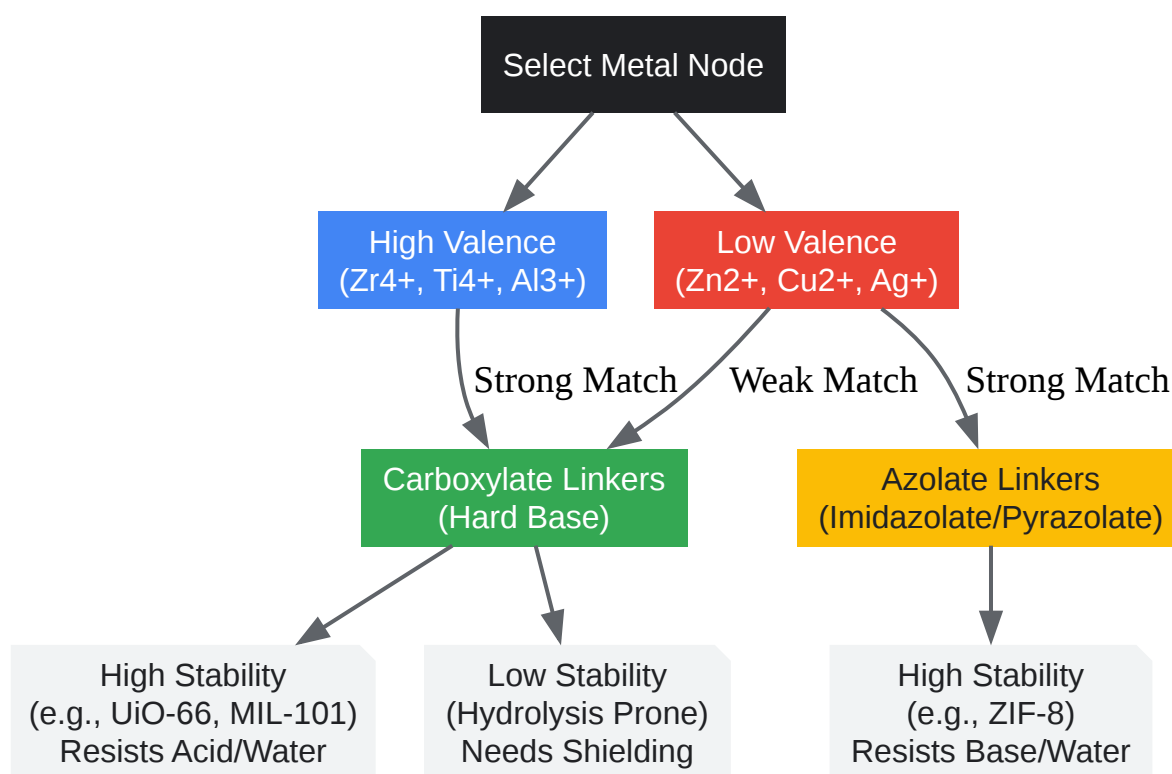 Select Metal Node
High Valence
(Zr4+, Ti4+, Al3+)
Low Valence
(Zn2+, Cu2+, Ag+)
Strong Match
Weak Match
Strong Match
Carboxylate Linkers
(Hard Base)
Azolate Linkers
(Imidazolate/Pyrazolate)
High Stability
(e.g., UiO-66, MIL-101)
Resists Acid/Water
Low Stability
(Hydrolysis Prone)
Needs Shielding
High Stability
(e.g., ZIF-8)
Resists Base/Water